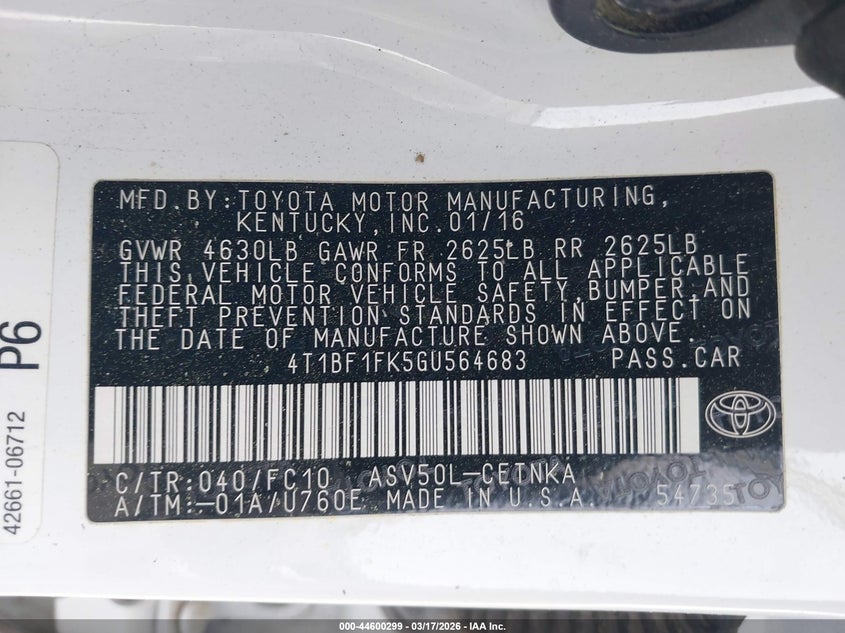 MFD.BY:TOYOTA MOTOR MANUFACTURING,
KENTUCKY,INC.01/16
GVWR 4630LB GAWR FR 2625LB RR 2625LB
THIS VEHICLE CONFORMS TO ALL APPLICABLE
FEDERAL MOTOR VEHICLE SAFETY,BUMPER,AND
THEFT PREVENTION STANDARDS IN EFFECT ON
THE DATE OF MANUFACTURE SHOWN ABOVE.
4T1BF1FK5GU564683 PASS.CAR
C/TR:040/FC10 ASV50L-CETNKA
A/TM:-01A/U760E MADE IN U.S.A. 54735
P6
42661-06712
000-44600299 - 03/17/2026 - IAA Inc.